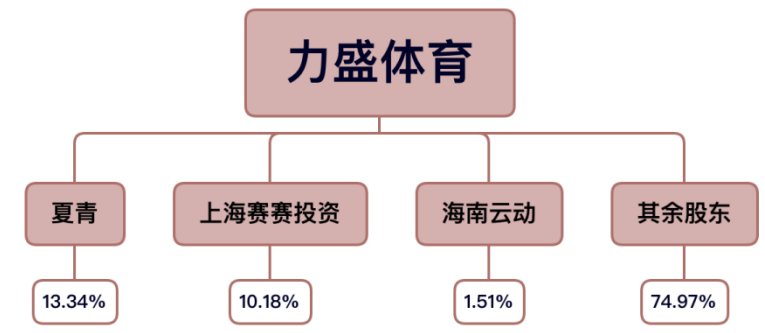 力盛体育
夏青
上海赛赛投资
海南云动
其余股东
13.34%
10.18%
1.51%
74.97%